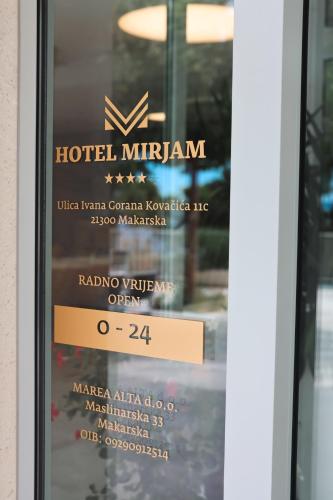 HOTEL MIRJAM
★★★★
Ulica Ivana Gorana Kovačića 11c
21300 Makarska
RADNO VRIJEME
OPEN:
0 - 24
MAREA ALTA d.o.o.
Maslinarska 33
Makarska
OIB: 09290912514